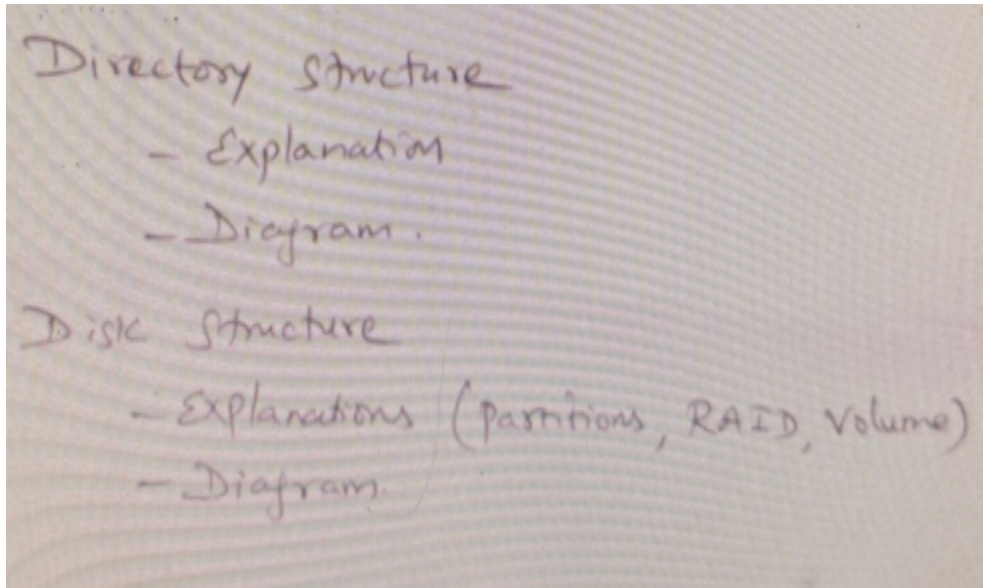 Directory structure
- Explanation
- Diagram.
Disk structure
- Explanations (partitions, RAID, Volume)
- Diagram.